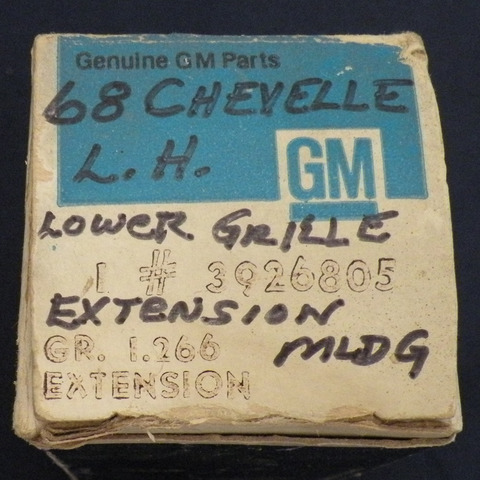 Genuine GM Parts
68 CHEVELLE
L.H.
GM
LOWER GRILLE
1 # 3926805
EXTENSION
GR. 1.266 MLDG
EXTENSION